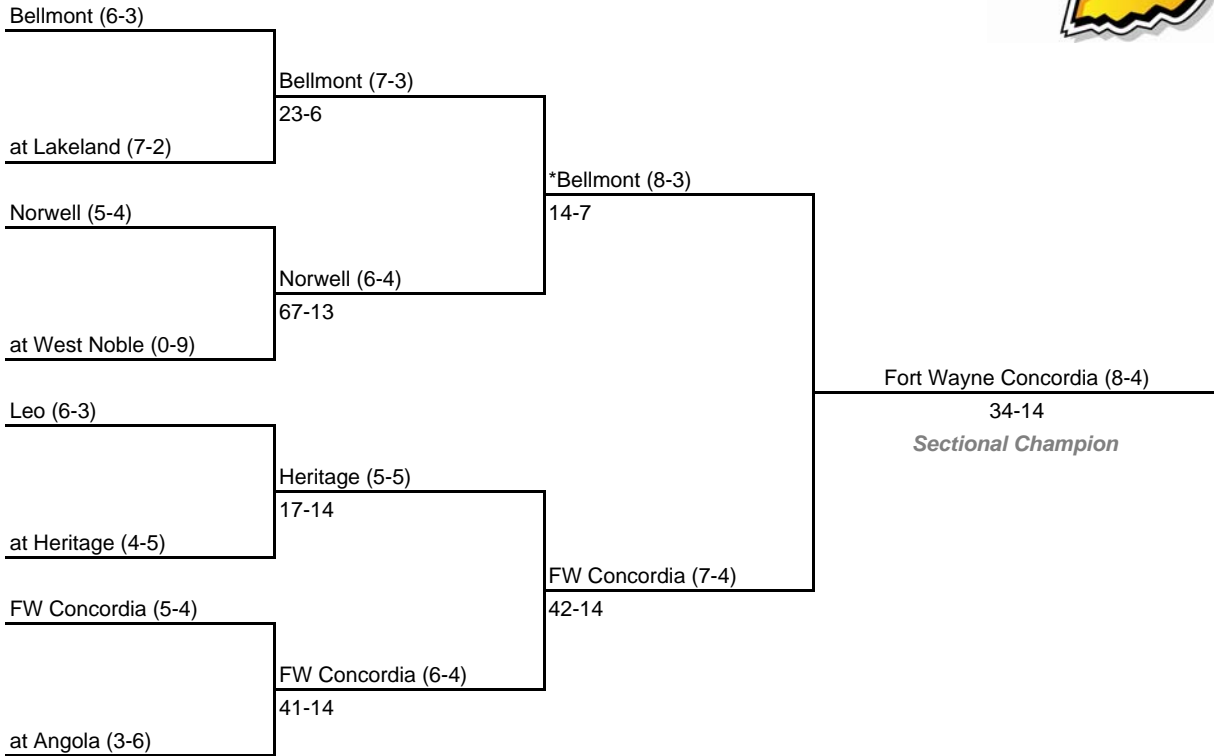 Bellmont (6-3)
Bellmont (7-3)
23-6
at Lakeland (7-2)
*Bellmont (8-3)
14-7
Norwell (5-4)
Norwell (6-4)
67-13
at West Noble (0-9)
Fort Wayne Concordia (8-4)
34-14
Sectional Champion
Leo (6-3)
Heritage (5-5)
17-14
at Heritage (4-5)
FW Concordia (7-4)
42-14
FW Concordia (5-4)
FW Concordia (6-4)
41-14
at Angola (3-6)